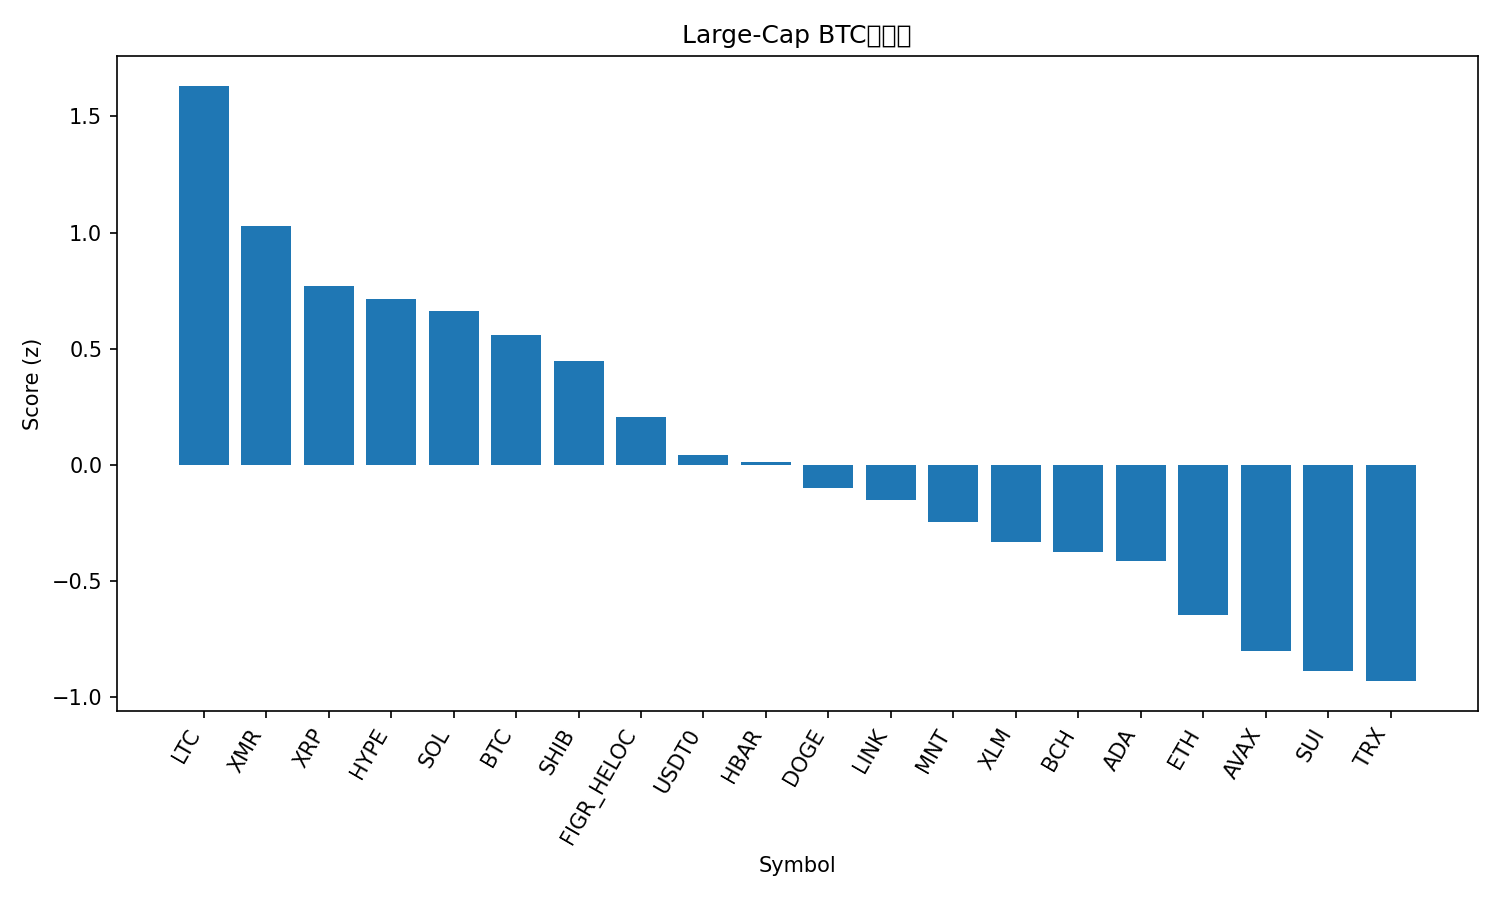 Large-Cap BTC
Score (z)
1.5
1.0
0.5
0.0
−0.5
−1.0
LTC
XMR
XRP
HYPE
SOL
BTC
SHIB
FIGR_HELOC
USDT0
HBAR
DOGE
LINK
MNT
XLM
BCH
ADA
ETH
AVAX
SUI
TRX
Symbol